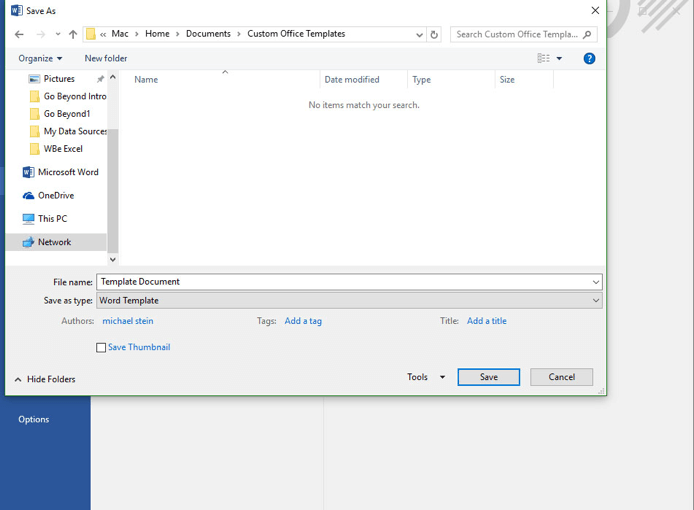 Save As
« Mac > Home > Documents > Custom Office Templates
Search Custom Office Templa...
Organize
New folder
Name
Date modified
Type
Size
No items match your search.
Pictures
Go Beyond Intro
Go Beyond1
My Data Sources
WBe Excel
Microsoft Word
OneDrive
This PC
Network
File name: Template Document
Save as type: Word Template
Authors: michael stein
Tags: Add a tag
Title: Add a title
Save Thumbnail
Hide Folders
Tools
Save
Cancel
Options